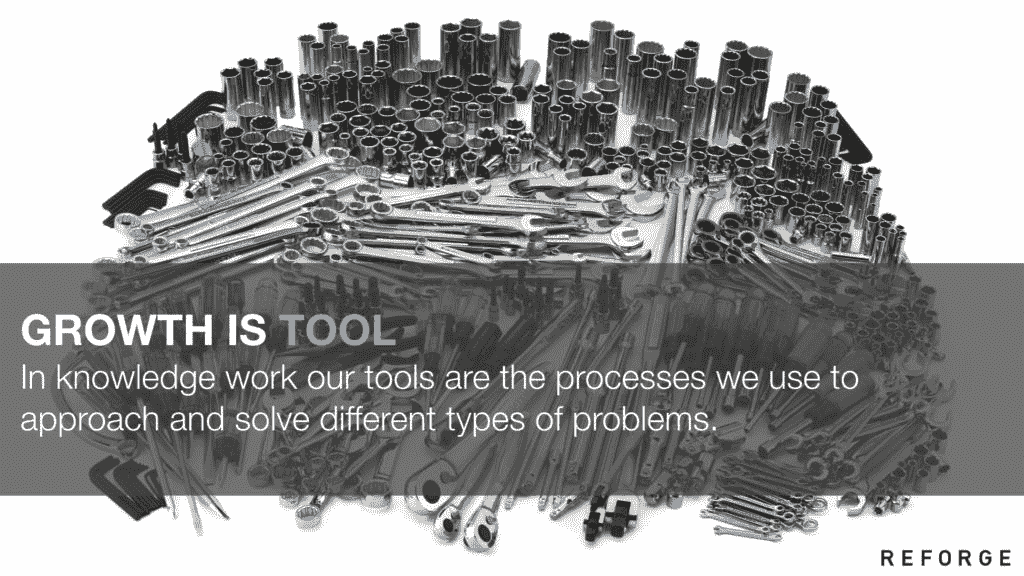 GROWTH IS TOOL
In knowledge work our tools are the processes we use to
approach and solve different types of problems.
REFORGE